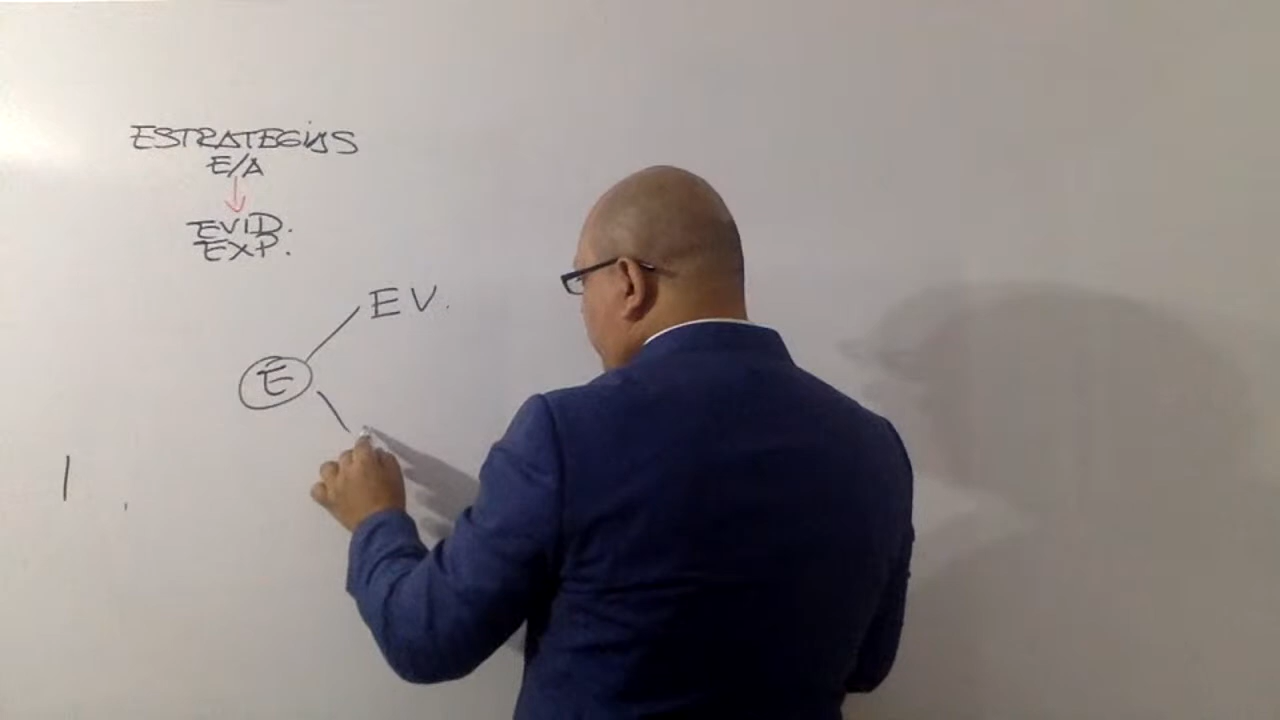 ESTRATEGiAS
E/A
EVID.
EXP.
EV.
E